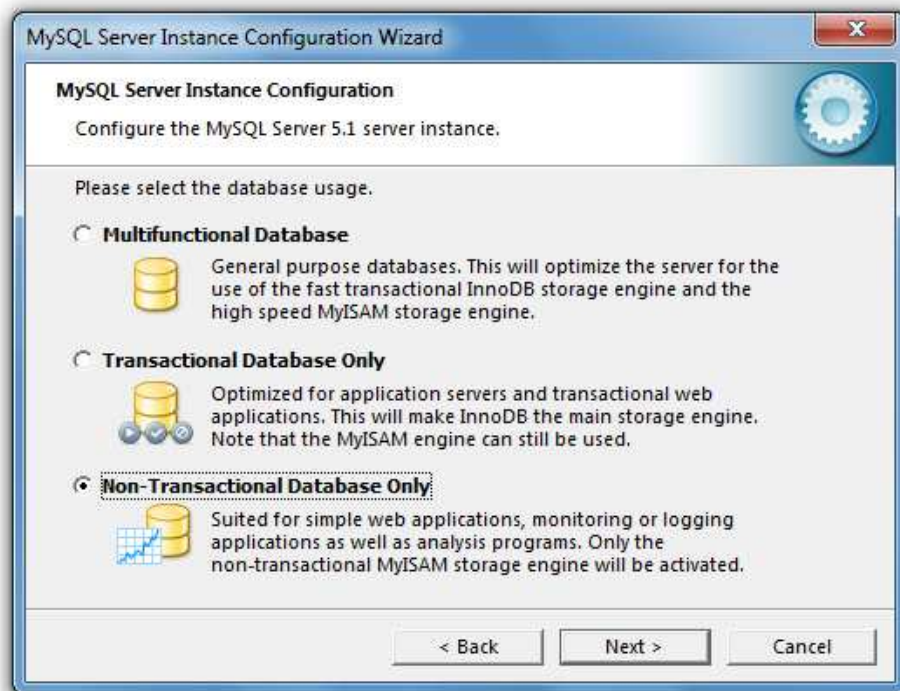 MySQL Server Instance Configuration Wizard
MySQL Server Instance Configuration
Configure the MySQL Server 5.1 server instance.
Please select the database usage.
Multifunctional Database
General purpose databases. This will optimize the server for the
use of the fast transactional InnoDB storage engine and the
high speed MyISAM storage engine.
Transactional Database Only
Optimized for application servers and transactional web
applications. This will make InnoDB the main storage engine.
Note that the MyISAM engine can still be used.
Non-Transactional Database Only
Suited for simple web applications, monitoring or logging
applications as well as analysis programs. Only the
non-transactional MyISAM storage engine will be activated.
< Back Next > Cancel